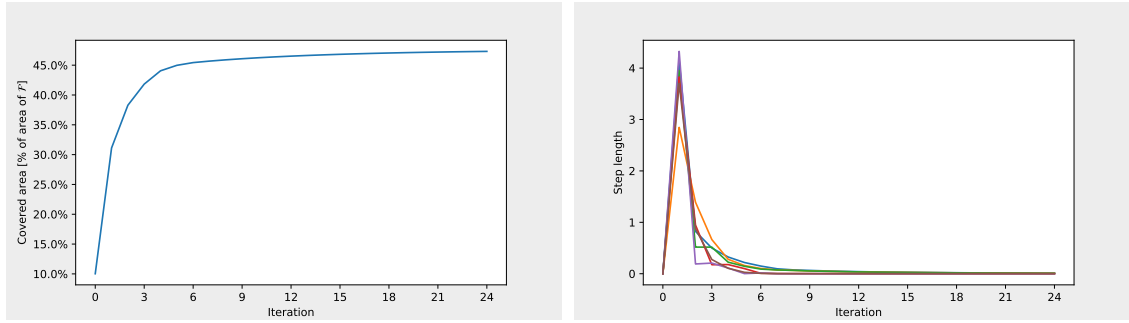 45.0%
40.0%
35.0%
30.0%
25.0%
20.0%
15.0%
10.0%
Covered area [% of area of ℱ]
0 3 6 9 12 15 18 21 24
Iteration
4
3
2
1
0
Step length
0 3 6 9 12 15 18 21 24
Iteration